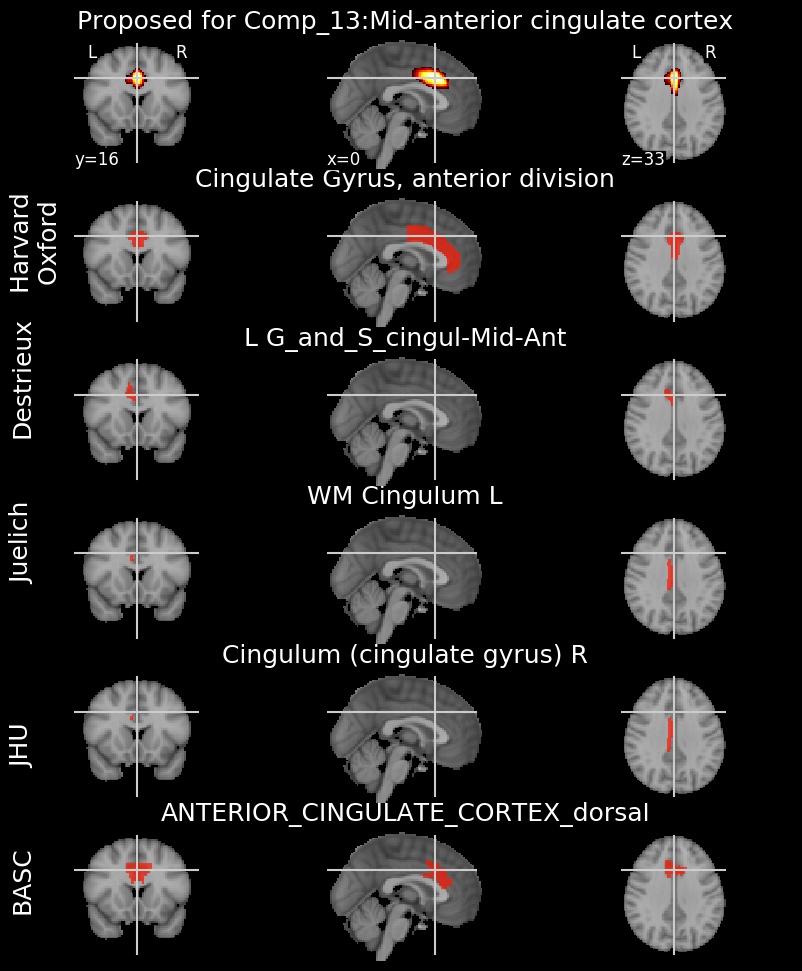 Proposed for Comp_13:Mid-anterior cingulate cortex
L R L R
y=16 x=0 z=33
Cingulate Gyrus, anterior division
Harvard
Oxford
L G_and_S_cingul-Mid-Ant
Destrieux
WM Cingulum L
Juelich
Cingulum (cingulate gyrus) R
JHU
ANTERIOR_CINGULATE_CORTEX_dorsal
BASC